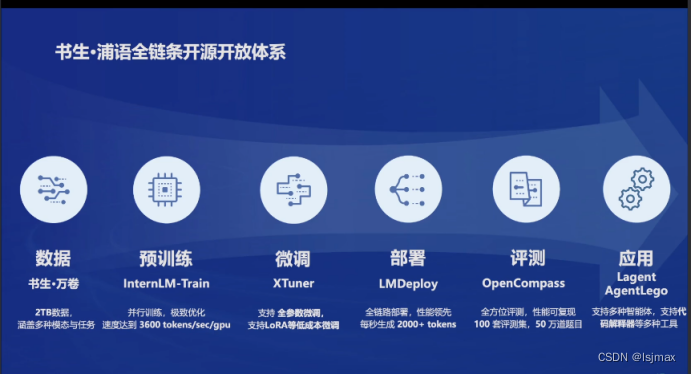 书生·浦语全链条开源开放体系
数据
书生·万卷
2TB数据,
涵盖多种模态与任务
预训练
InternLM-Train
并行训练,极致优化
速度达到 3600 tokens/sec/gpu
微调
XTuner
支持 全参数微调,
支持LoRA等低成本微调
部署
LMDeploy
全链路部署,性能领先
每秒生成 2000+ tokens
评测
OpenCompass
全方位评测,性能可复现
100 套评测集,50 万道题目
应用
Lagent
AgentLego
支持多种智能体,支持代
码解释器等多种工具
CSDN @lsjmax